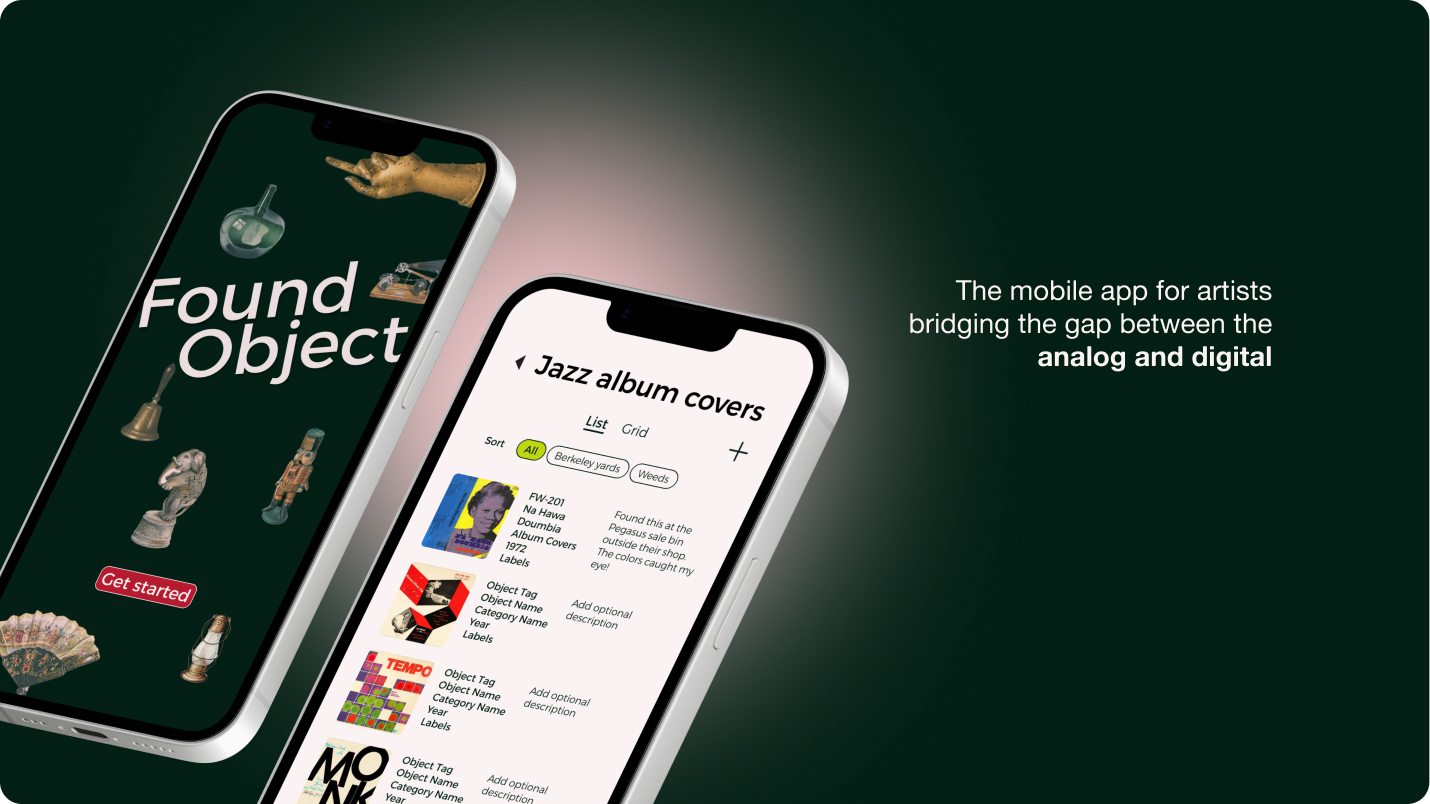 Found
Object
Get started
Jazz album covers
List Grid
Sort All Berkeley yards Weeds
FW-201
Na Hawa
Doumbia
Album Covers
1972
Labels
Found this at the
Pegasus sale bin
outside their shop.
The colors caught my
eye!
Object Tag
Object Name
Category Name
Year
Labels
Add optional
description
TEMPO
Object Tag
Object Name
Category Name
Year
Labels
Add optional
description
MO
NK
Object Tag
Object Name
Category Name
Year
Add optional
description
The mobile app for artists
bridging the gap between the
analog and digital